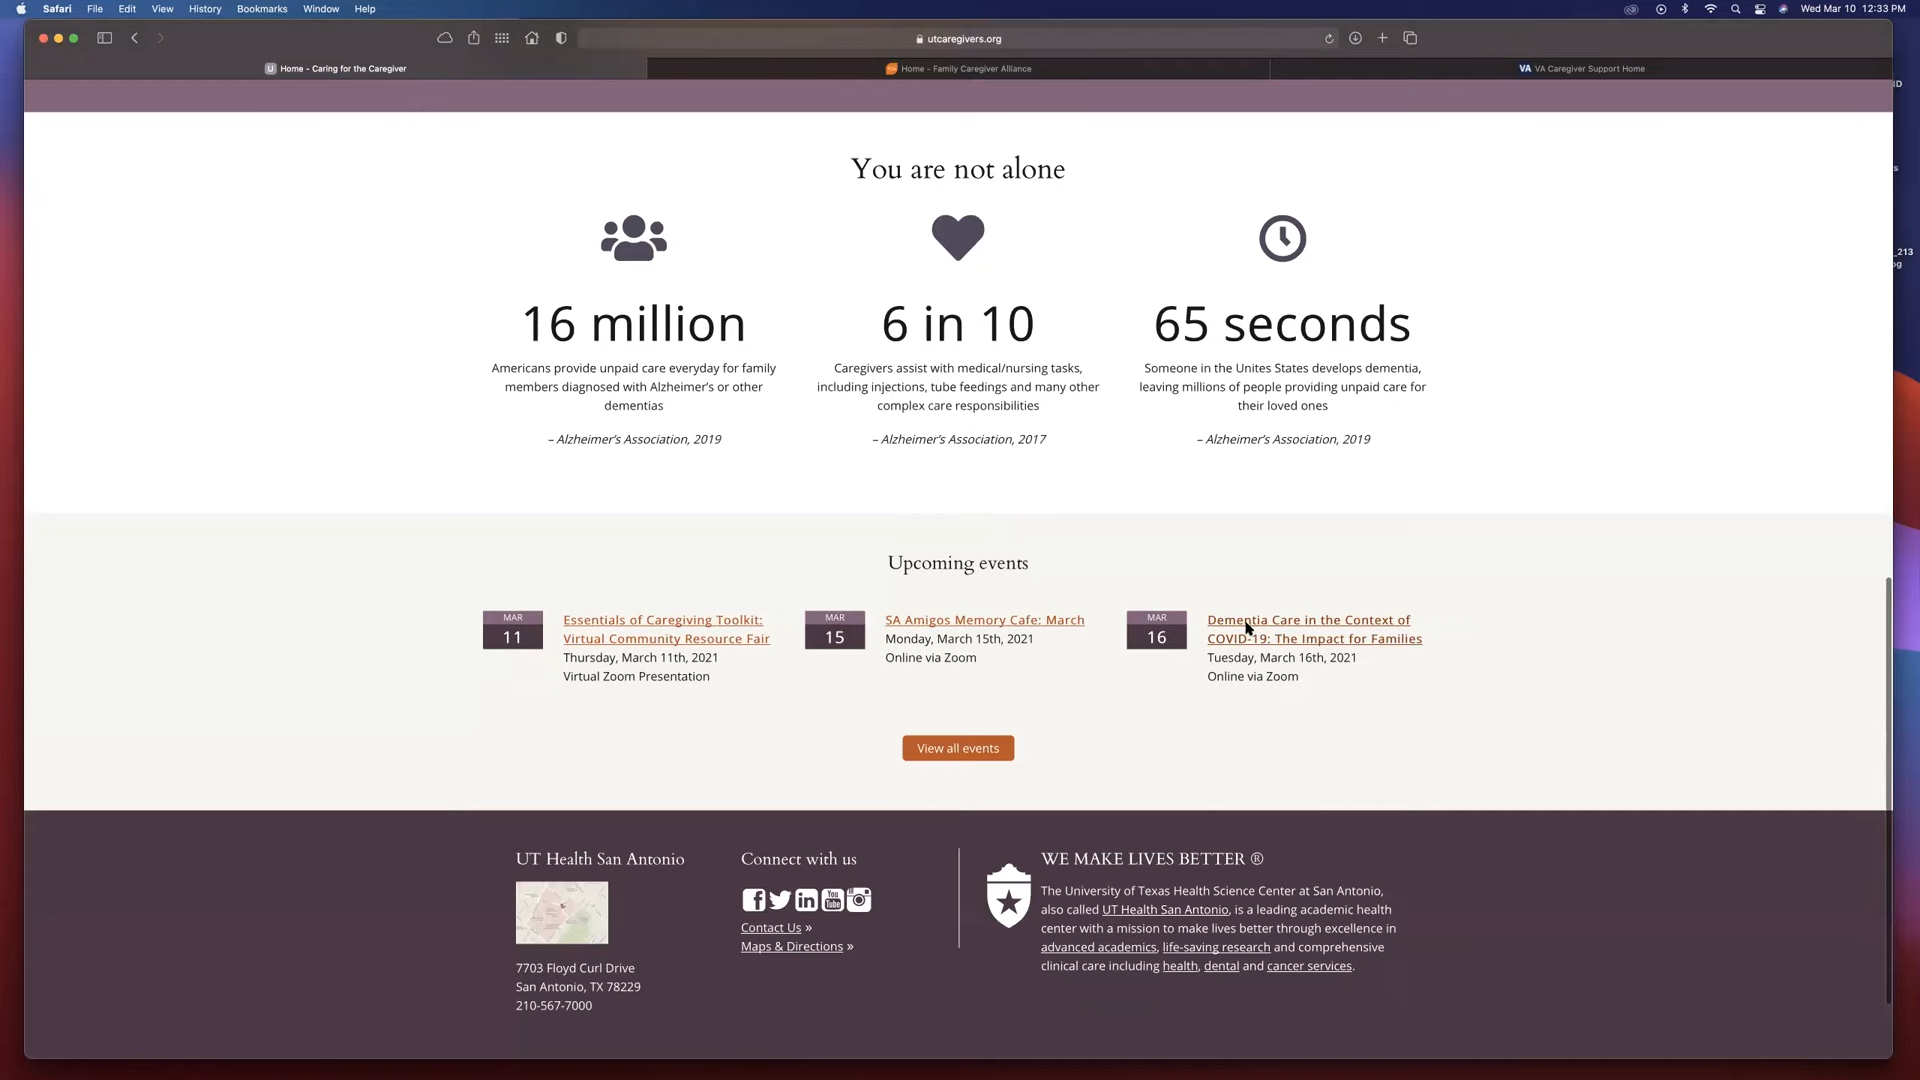 Safari File Edit View History Bookmarks Window Help Wed Mar 10 12:33 PM
utcaregivers.org
U Home - Caring for the Caregiver Home - Family Caregiver Alliance VA VA Caregiver Support Home
You are not alone
16 million
Americans provide unpaid care everyday for family
members diagnosed with Alzheimer's or other
dementias
– Alzheimer's Association, 2019
6 in 10
Caregivers assist with medical/nursing tasks,
including injections, tube feedings and many other
complex care responsibilities
– Alzheimer's Association, 2017
65 seconds
Someone in the Unites States develops dementia,
leaving millions of people providing unpaid care for
their loved ones
– Alzheimer's Association, 2019
Upcoming events
MAR
11
Essentials of Caregiving Toolkit:
Virtual Community Resource Fair
Thursday, March 11th, 2021
Virtual Zoom Presentation
MAR
15
SA Amigos Memory Cafe: March
Monday, March 15th, 2021
Online via Zoom
MAR
16
Dementia Care in the Context of
COVID-19: The Impact for Families
Tuesday, March 16th, 2021
Online via Zoom
View all events
UT Health San Antonio
7703 Floyd Curl Drive
San Antonio, TX 78229
210-567-7000
Connect with us
You Tube
Contact Us »
Maps & Directions »
WE MAKE LIVES BETTER ®
The University of Texas Health Science Center at San Antonio,
also called UT Health San Antonio, is a leading academic health
center with a mission to make lives better through excellence in
advanced academics, life-saving research and comprehensive
clinical care including health, dental and cancer services.